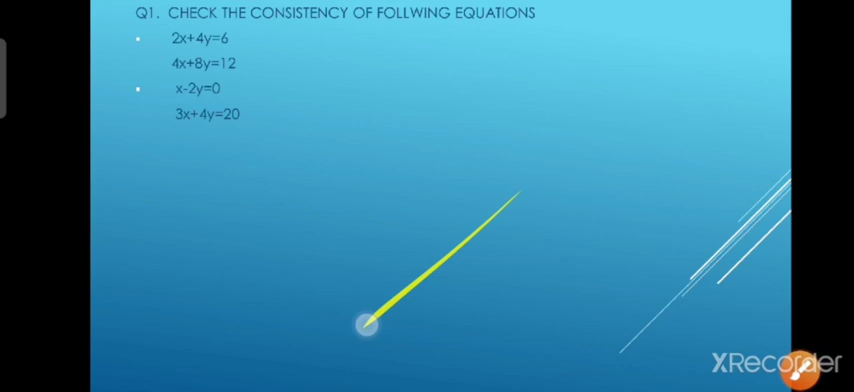 Q1. CHECK THE CONSISTENCY OF FOLLWING EQUATIONS
▪ 2x+4y=6
4x+8y=12
▪ x-2y=0
3x+4y=20
XRecorder